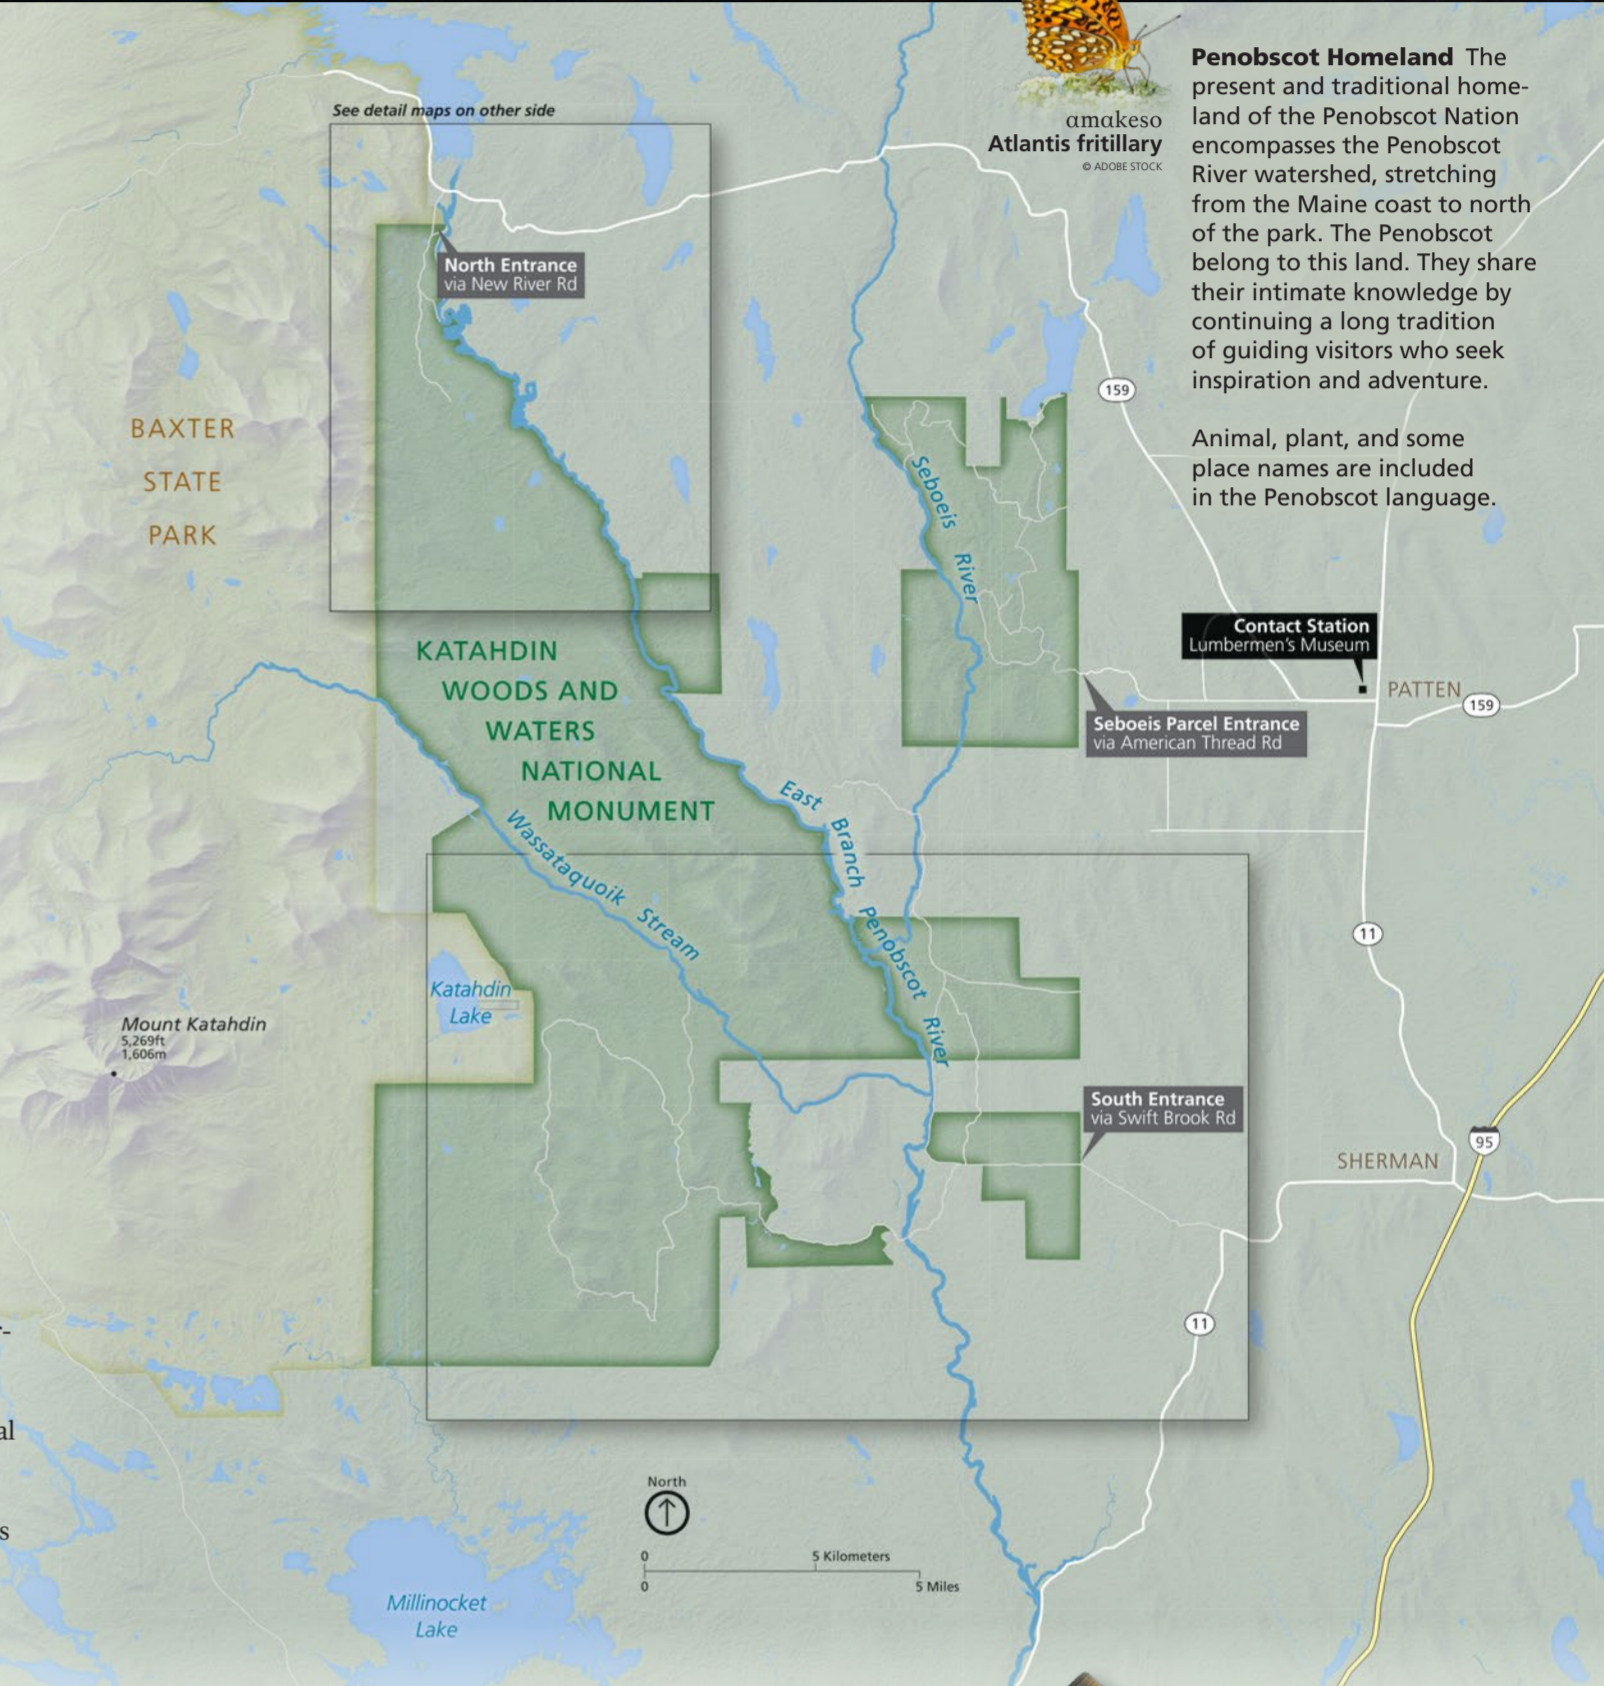 Penobscot Homeland The
present and traditional home-
land of the Penobscot Nation
encompasses the Penobscot
River watershed, stretching
from the Maine coast to north
of the park. The Penobscot
belong to this land. They share
their intimate knowledge by
continuing a long tradition
of guiding visitors who seek
inspiration and adventure.
Animal, plant, and some
place names are included
in the Penobscot language.
αmαkeso
Atlantis fritillary
© ADOBE STOCK
See detail maps on other side
North Entrance
via New River Rd
159
BAXTER
STATE
PARK
Seboeis
River
KATAHDIN
WOODS AND
WATERS
NATIONAL
MONUMENT
Contact Station
Lumbermen's Museum
PATTEN
159
Seboeis Parcel Entrance
via American Thread Rd
East
Branch
Penobscot
River
Wassataquoik
Stream
11
Katahdin
Lake
Mount Katahdin
5,269ft
1,606m
South Entrance
via Swift Brook Rd
95
SHERMAN
11
r-
al
s
North
0
5 Kilometers
0
5 Miles
Millinocket
Lake